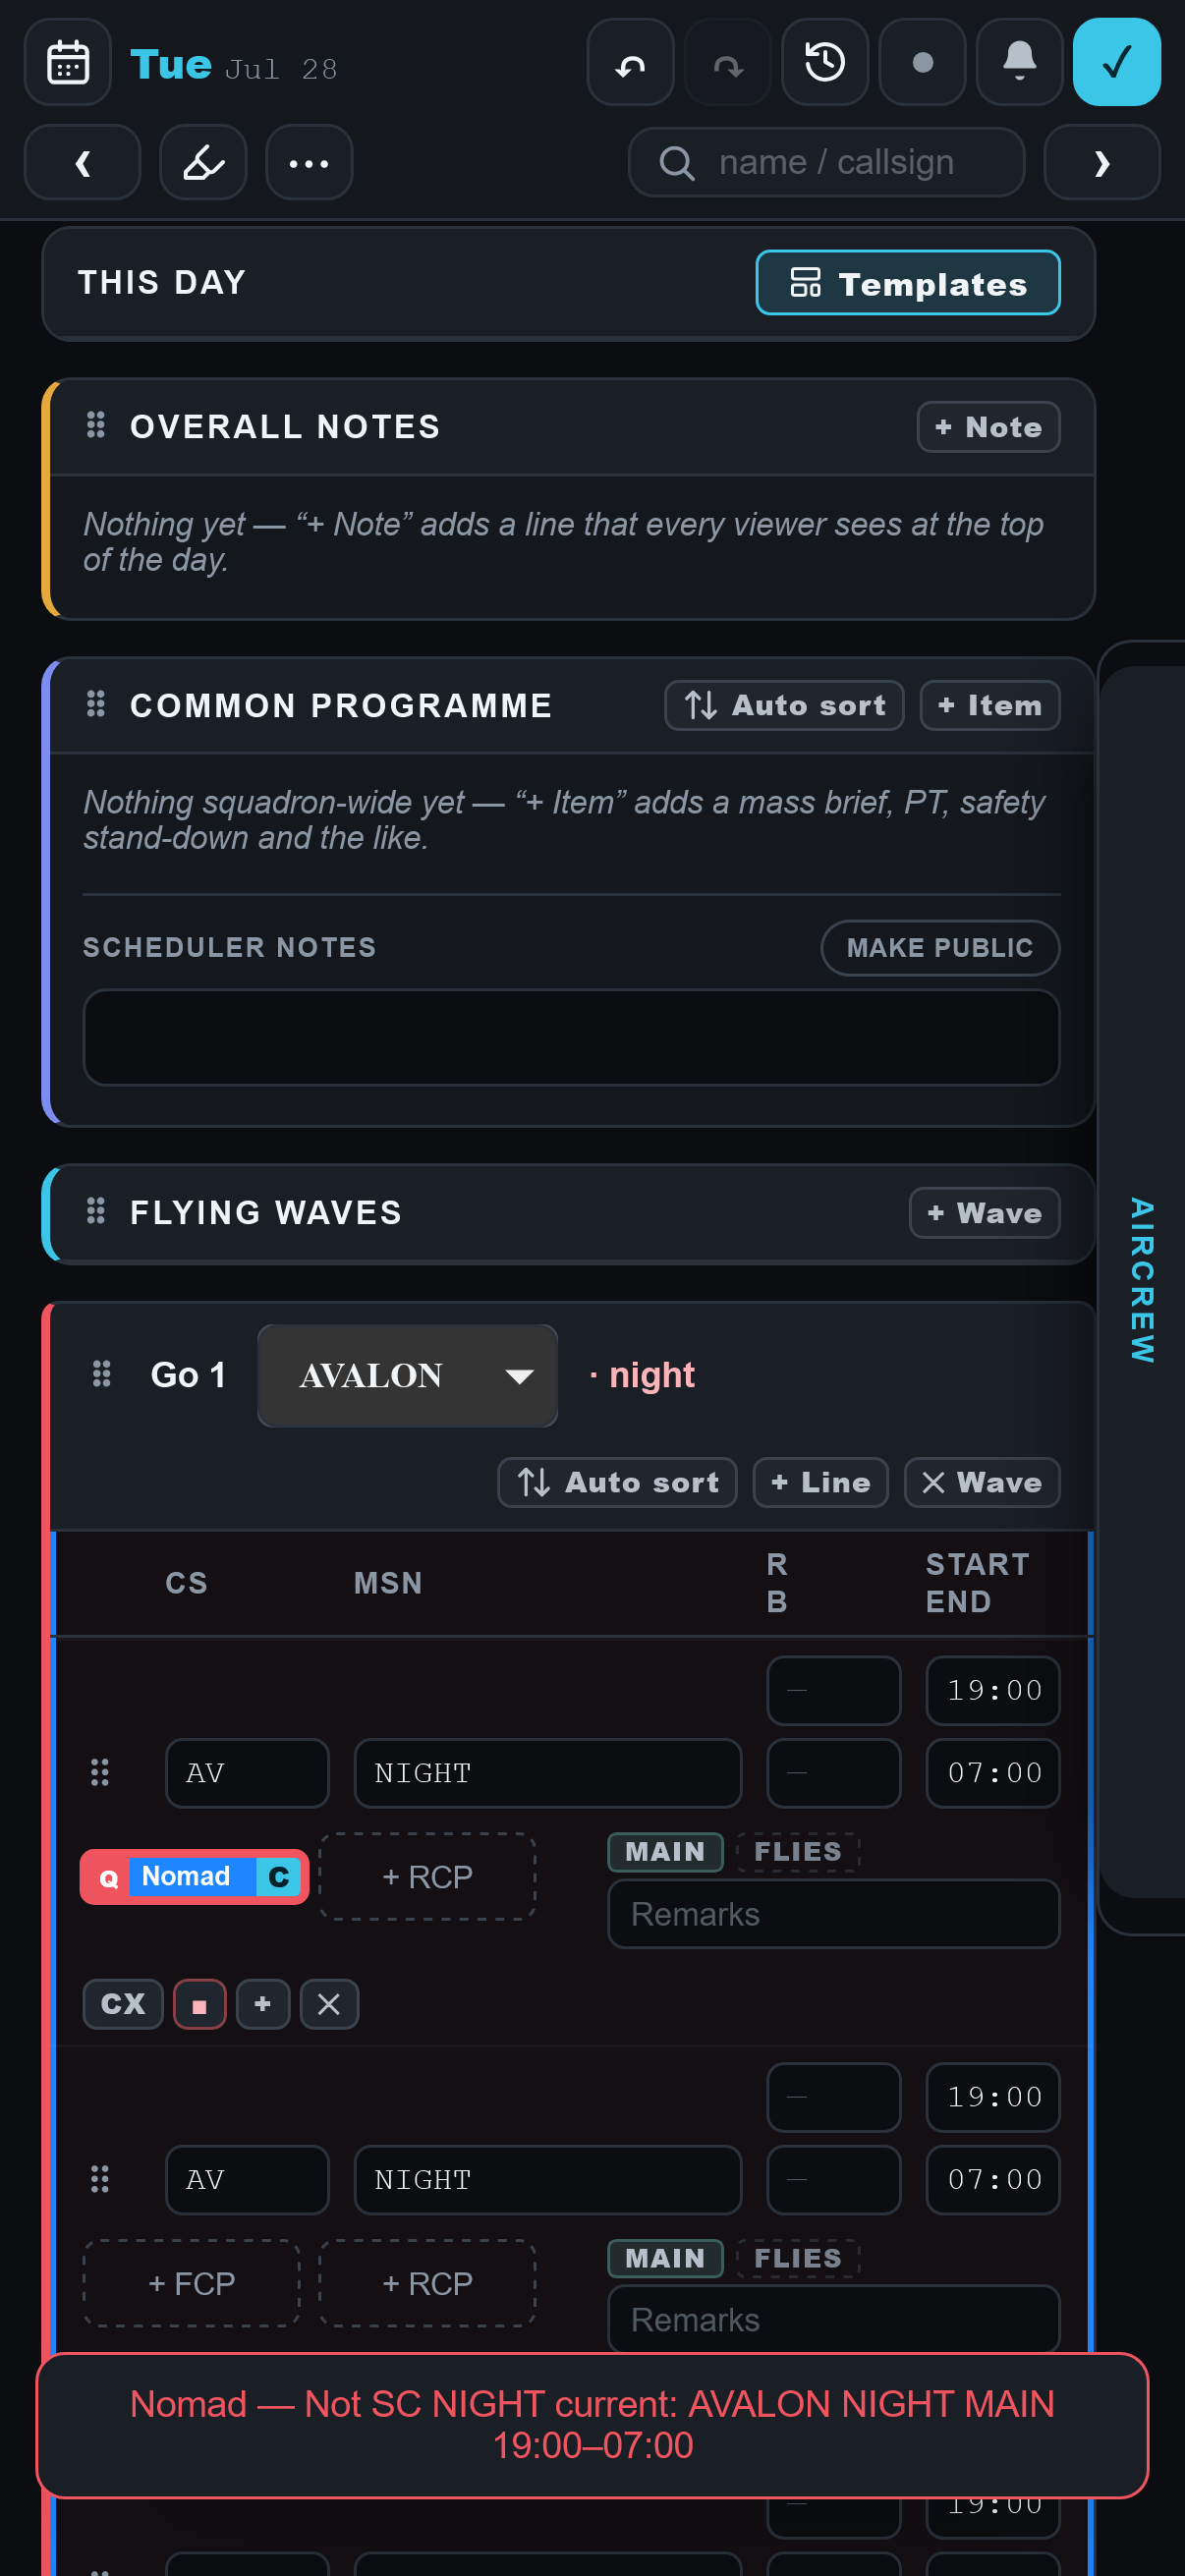 Tue Jul 28
name / callsign
THIS DAY
Templates
OVERALL NOTES
+ Note
Nothing yet — “+ Note” adds a line that every viewer sees at the top
of the day.
COMMON PROGRAMME
Auto sort
+ Item
Nothing squadron-wide yet — “+ Item” adds a mass brief, PT, safety
stand-down and the like.
SCHEDULER NOTES
MAKE PUBLIC
FLYING WAVES
+ Wave
AIRCREW
Go 1
AVALON
· night
Auto sort
+ Line
× Wave
CS
MSN
R
B
START
END
— 19:00
AV NIGHT — 07:00
Q Nomad C
+ RCP
MAIN FLIES
Remarks
CX ■ + ×
— 19:00
AV NIGHT — 07:00
+ FCP
+ RCP
MAIN FLIES
Remarks
Nomad — Not SC NIGHT current: AVALON NIGHT MAIN
19:00–07:00
— 19:00